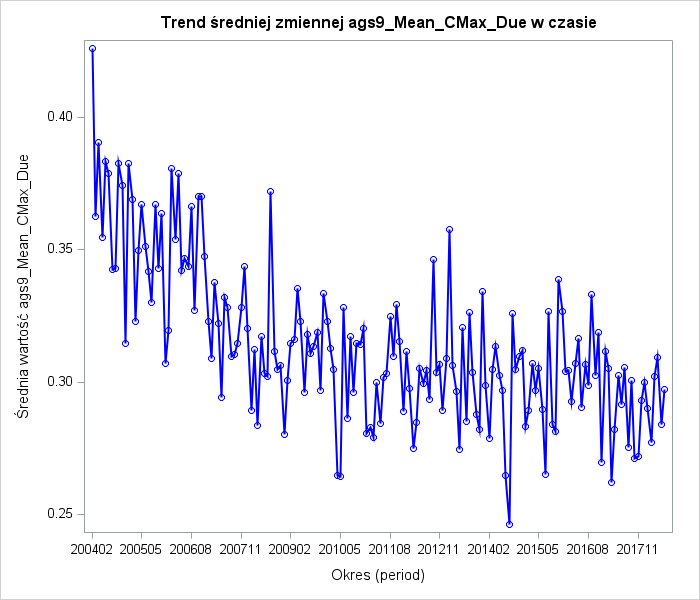 Trend średniej zmiennej ags9_Mean_CMax_Due w czasie
Średnia wartość ags9_Mean_CMax_Due
0.40
0.35
0.30
0.25
200402 200505 200608 200711 200902 201005 201108 201211 201402 201505 201608 201711
Okres (period)